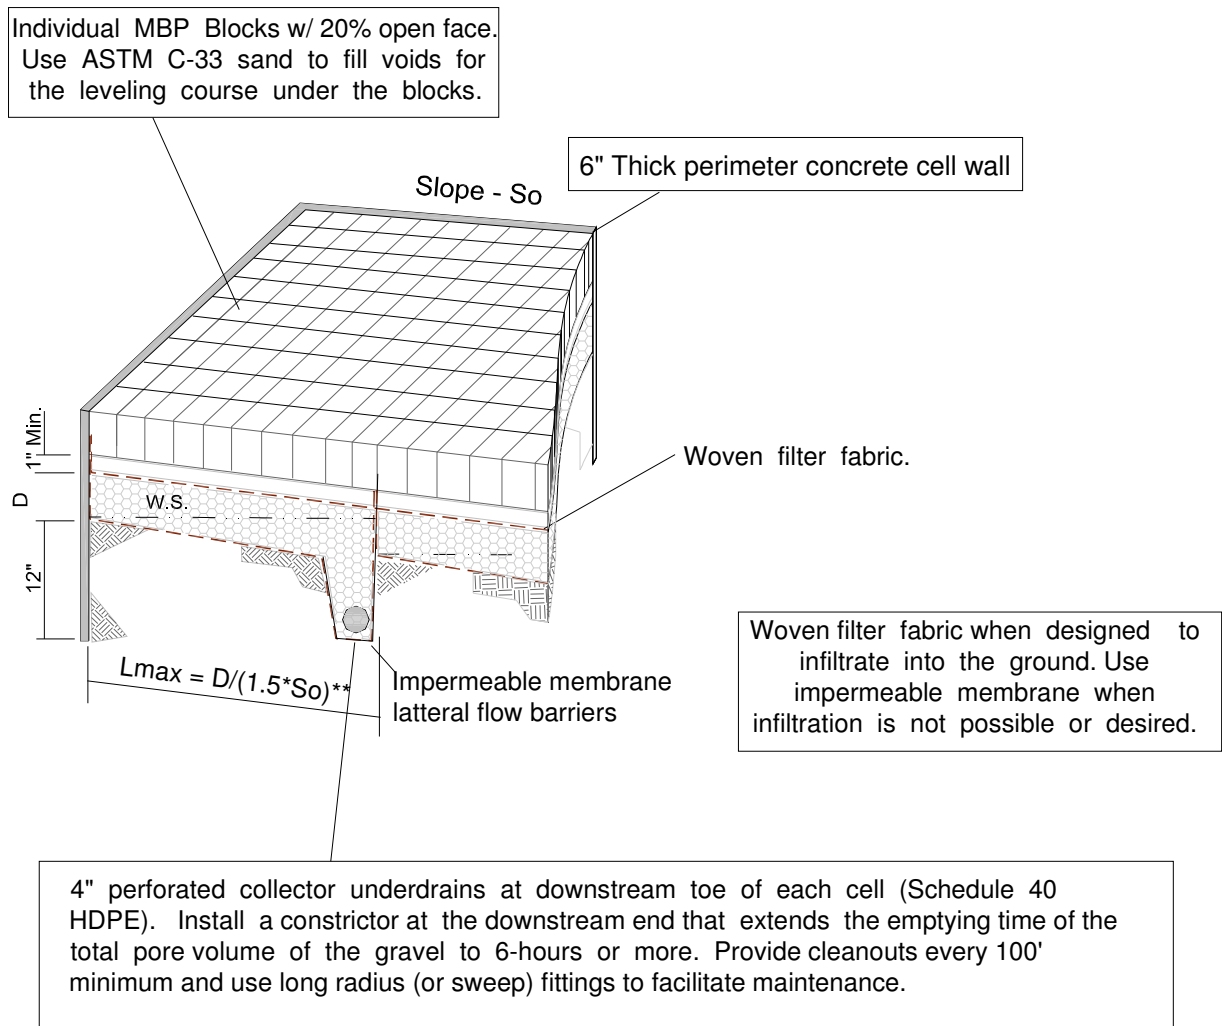 Individual MBP Blocks w/ 20% open face.
Use ASTM C-33 sand to fill voids for
the leveling course under the blocks.
6" Thick perimeter concrete cell wall
Slope - So
1" Min.
D
12"
W.S.
Woven filter fabric.
Lmax = D/(1.5*So)**
Impermeable membrane
latteral flow barriers
Woven filter fabric when designed to
infiltrate into the ground. Use
impermeable membrane when
infiltration is not possible or desired.
4" perforated collector underdrains at downstream toe of each cell (Schedule 40
HDPE). Install a constrictor at the downstream end that extends the emptying time of the
total pore volume of the gravel to 6-hours or more. Provide cleanouts every 100'
minimum and use long radius (or sweep) fittings to facilitate maintenance.